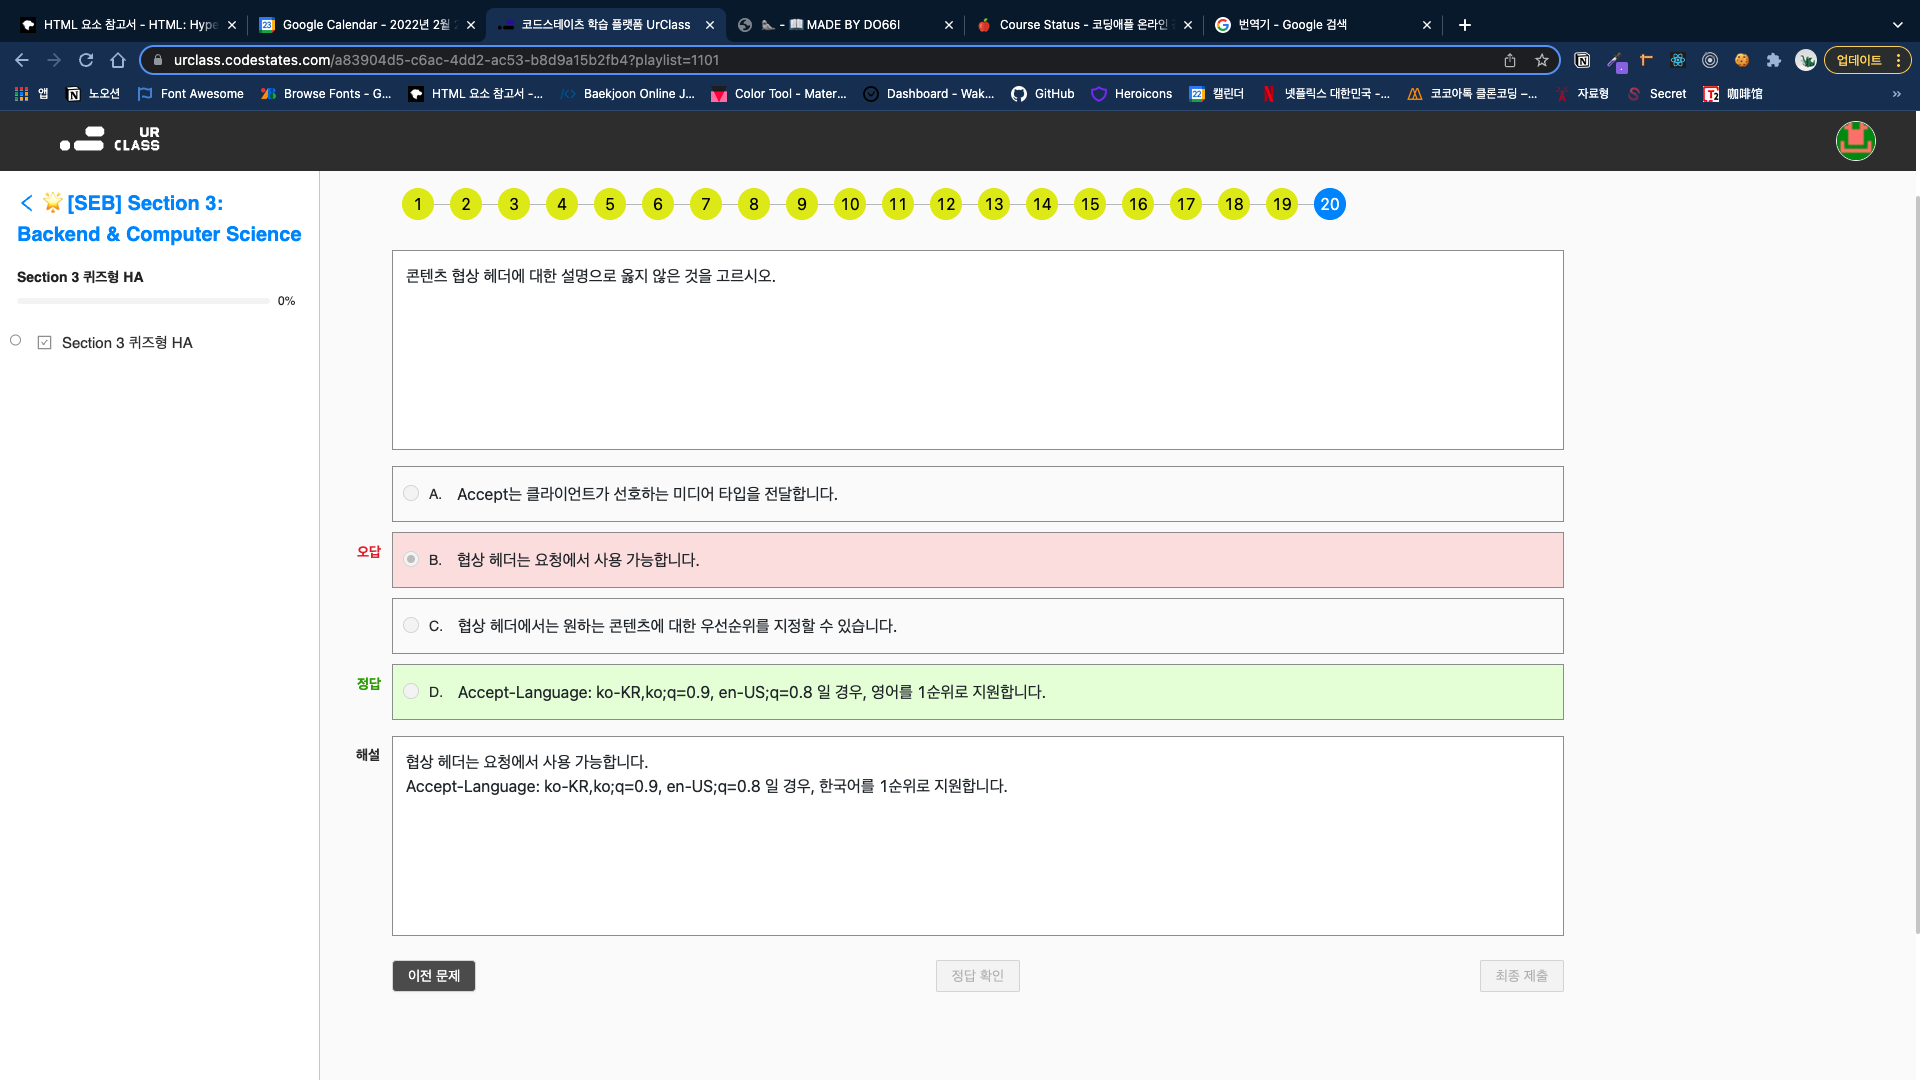 HTML 요소 참고서 - HTML: Hype
Google Calendar - 2022년 2월
코드스테이츠 학습 플랫폼 UrClass
MADE BY DO66I
Course Status - 코딩애플 온라인
번역기 - Google 검색
urclass.codestates.com/a83904d5-c6ac-4dd2-ac53-b8d9a15b2fb4?playlist=1101
업데이트
앱
노오션
Font Awesome
Browse Fonts - G...
HTML 요소 참고서 -...
Baekjoon Online J...
Color Tool - Mater...
Dashboard - Wak...
GitHub
Heroicons
캘린더
넷플릭스 대한민국 -...
코코아톡 클론코딩 –...
자료형
Secret
咖啡馆
UR
CLASS
[SEB] Section 3:
Backend & Computer Science
Section 3 퀴즈형 HA
0%
Section 3 퀴즈형 HA
1 2 3 4 5 6 7 8 9 10 11 12 13 14 15 16 17 18 19 20
콘텐츠 협상 헤더에 대한 설명으로 옳지 않은 것을 고르시오.
A. Accept는 클라이언트가 선호하는 미디어 타입을 전달합니다.
오답
B. 협상 헤더는 요청에서 사용 가능합니다.
C. 협상 헤더에서는 원하는 콘텐츠에 대한 우선순위를 지정할 수 있습니다.
정답
D. Accept-Language: ko-KR,ko;q=0.9, en-US;q=0.8 일 경우, 영어를 1순위로 지원합니다.
해설
협상 헤더는 요청에서 사용 가능합니다.
Accept-Language: ko-KR,ko;q=0.9, en-US;q=0.8 일 경우, 한국어를 1순위로 지원합니다.
이전 문제
정답 확인
최종 제출